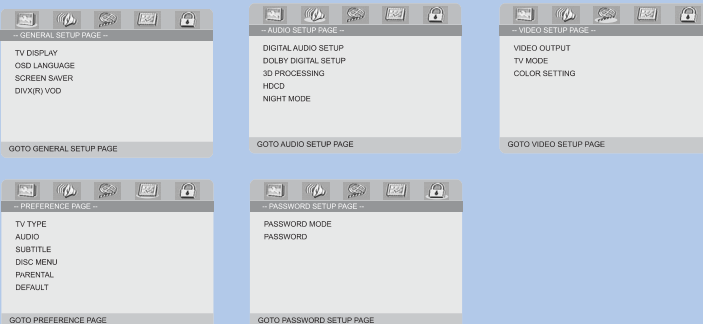 -- GENERAL SETUP PAGE --
TV DISPLAY
OSD LANGUAGE
SCREEN SAVER
DIVX(R) VOD
GOTO GENERAL SETUP PAGE
-- AUDIO SETUP PAGE --
DIGITAL AUDIO SETUP
DOLBY DIGITAL SETUP
3D PROCESSING
HDCD
NIGHT MODE
GOTO AUDIO SETUP PAGE
-- VIDEO SETUP PAGE --
VIDEO OUTPUT
TV MODE
COLOR SETTING
GOTO VIDEO SETUP PAGE
-- PREFERENCE PAGE --
TV TYPE
AUDIO
SUBTITLE
DISC MENU
PARENTAL
DEFAULT
GOTO PREFERENCE PAGE
-- PASSWORD SETUP PAGE --
PASSWORD MODE
PASSWORD
GOTO PASSWORD SETUP PAGE